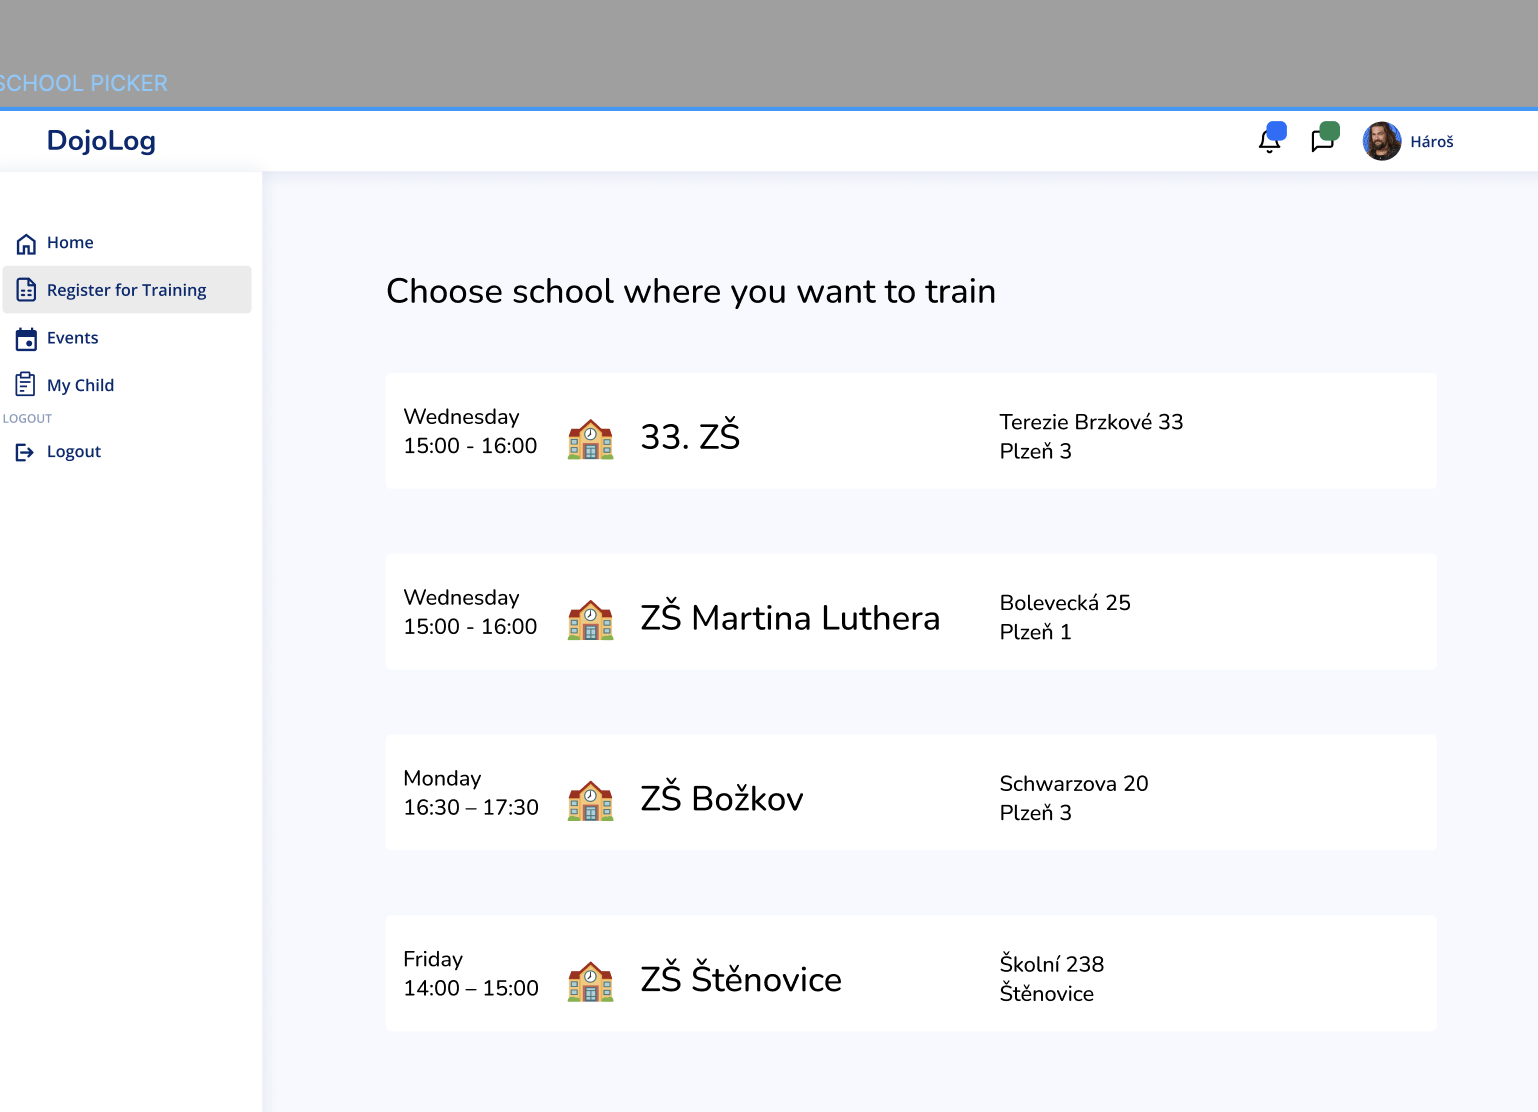 SCHOOL PICKER
DojoLog
Hároš
Home
Register for Training
Events
My Child
LOGOUT
Logout
Choose school where you want to train
Wednesday
15:00 - 16:00
33. ZŠ
Terezie Brzkové 33
Plzeň 3
Wednesday
15:00 - 16:00
ZŠ Martina Luthera
Bolevecká 25
Plzeň 1
Monday
16:30 – 17:30
ZŠ Božkov
Schwarzova 20
Plzeň 3
Friday
14:00 – 15:00
ZŠ Štěnovice
Školní 238
Štěnovice